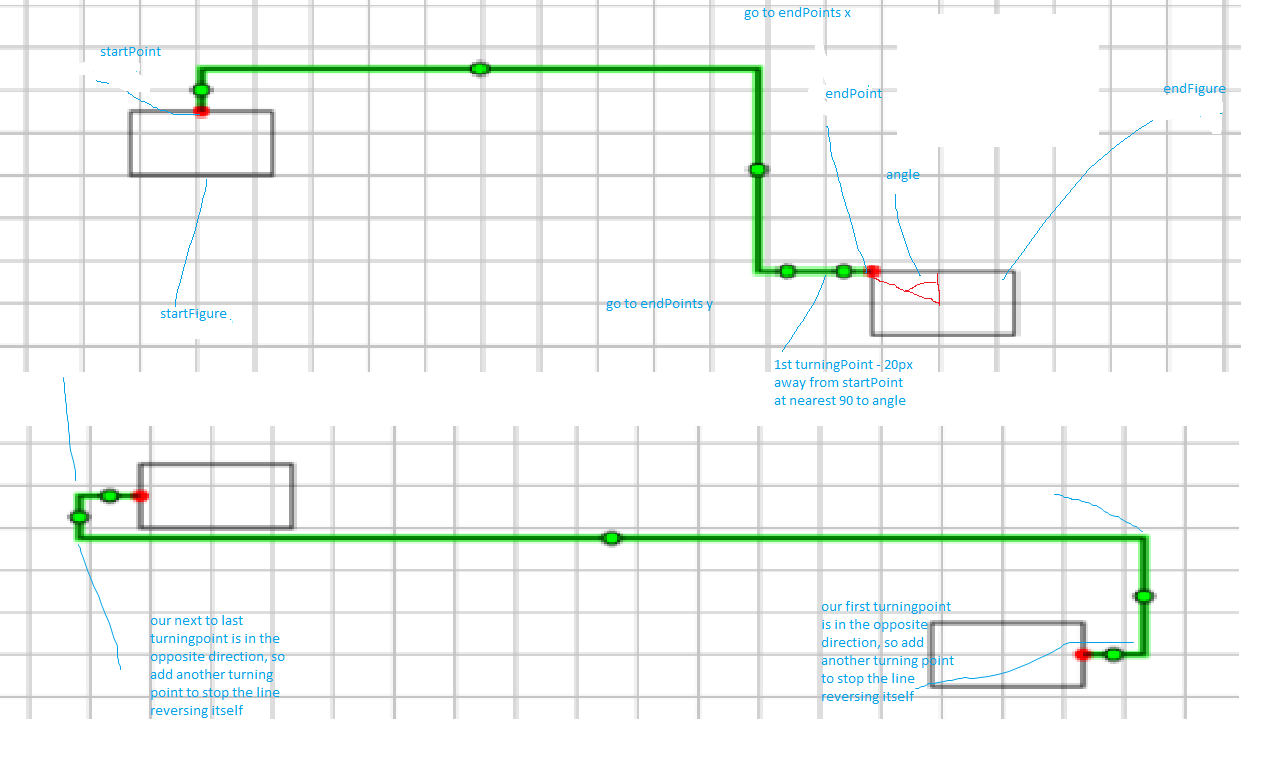 go to endPoints x
startPoint
endPoint
endFigure
angle
go to endPoints y
startFigure
1st turningPoint - 20px
away from startPoint
at nearest 90 to angle
our next to last
turningpoint is in the
opposite direction, so
add another turning
point to stop the line
reversing itself
our first turningpoint
is in the opposite
direction, so add
another turning point
to stop the line
reversing itself